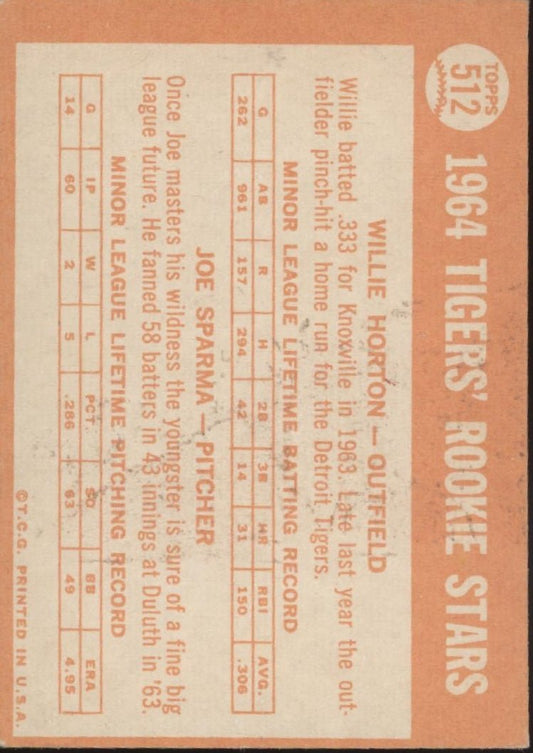 TOPPS
512
1964 TIGERS' ROOKIE STARS
WILLIE HORTON — OUTFIELD
Willie batted .333 for Knoxville in 1963. Late last year the out-
fielder pinch-hit a home run for the Detroit Tigers.
MINOR LEAGUE LIFETIME BATTING RECORD
G AB R H 2B 3B HR RBI AVG.
262 961 157 294 42 14 31 150 .306
JOE SPARMA — PITCHER
Once Joe masters his wildness the youngster is sure of a fine big
league future. He fanned 58 batters in 43 innings at Duluth in '63.
MINOR LEAGUE LIFETIME PITCHING RECORD
G IP W L PCT. SO BB ERA
14 60 2 5 .286 63 49 4.95
©T.C.G. PRINTED IN U.S.A.